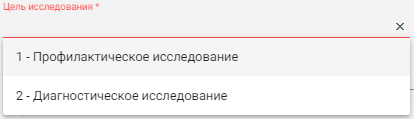 Цель исследования *
1 - Профилактическое исследование
2 - Диагностическое исследование